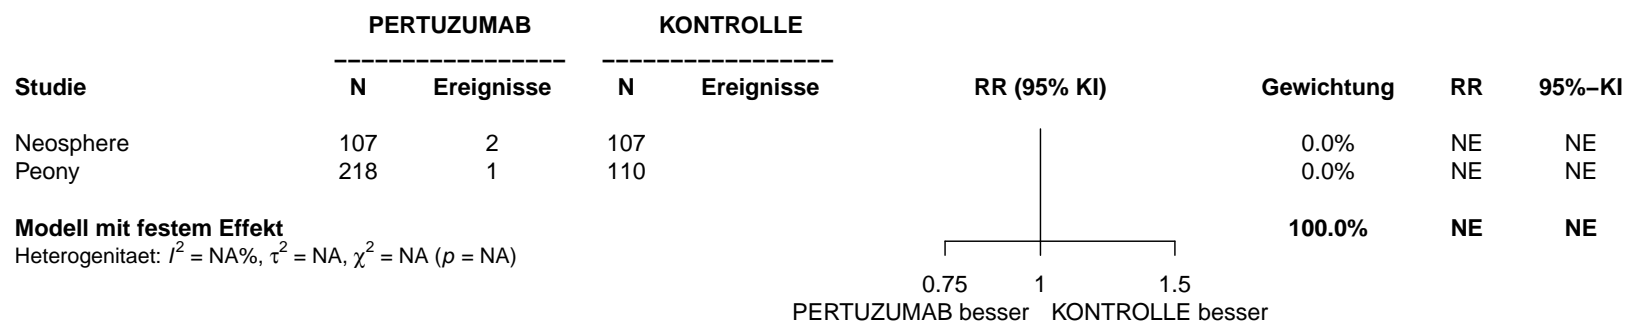 PERTUZUMAB KONTROLLE
----------------- -----------------
Studie N Ereignisse N Ereignisse RR (95% KI) Gewichtung RR 95%−KI
Neosphere 107 2 107 0.0% NE NE
Peony 218 1 110 0.0% NE NE
Modell mit festem Effekt 100.0% NE NE
Heterogenitaet: I² = NA%, τ² = NA, χ² = NA (p = NA)
0.75 1 1.5
PERTUZUMAB besser KONTROLLE besser